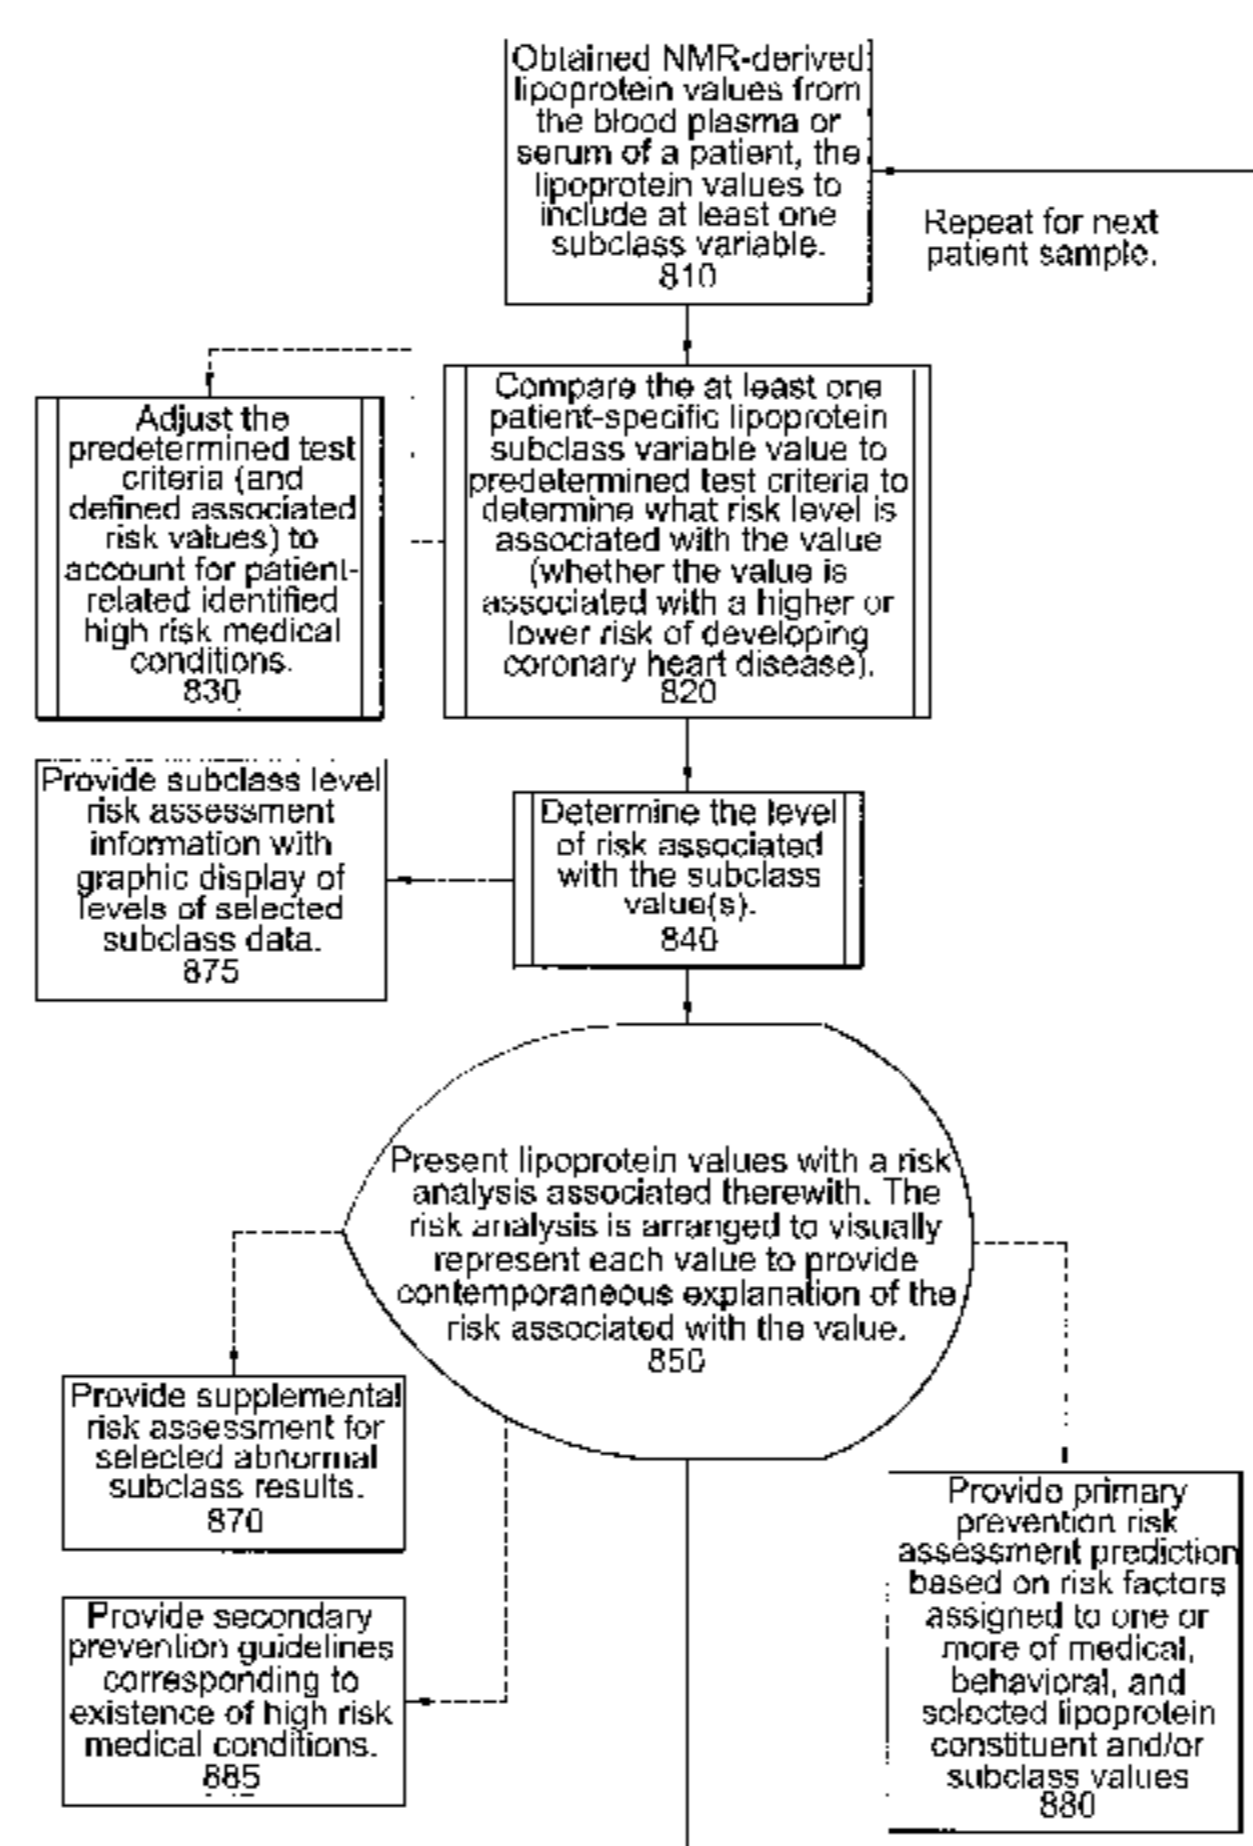 Obtained NMR-derived
lipoprotein values from
the blood plasma or
serum of a patient, the
lipoprotein values to
include at least one
subclass variable.
810
Repeat for next
patient sample.
Compare the at least one
patient-specific lipoprotein
subclass variable value to
predetermined test criteria to
determine what risk level is
associated with the value
(whether the value is
associated with a higher or
lower risk of developing
coronary heart disease).
820
Adjust the
predetermined test
criteria (and
defined associated
risk values) to
account for patient-
related identified
high risk medical
conditions.
830
Provide subclass level
risk assessment
information with
graphic display of
levels of selected
subclass data.
875
Determine the level
of risk associated
with the subclass
value(s).
840
Present lipoprotein values with a risk
analysis associated therewith. The
risk analysis is arranged to visually
represent each value to provide
contemporaneous explanation of the
risk associated with the value.
850
Provide supplemental
risk assessment for
selected abnormal
subclass results.
870
Provide secondary
prevention guidelines
corresponding to
existence of high risk
medical conditions.
885
Provide primary
prevention risk
assessment prediction
based on risk factors
assigned to one or
more of medical,
behavioral, and
selected lipoprotein
constituent and/or
subclass values
880